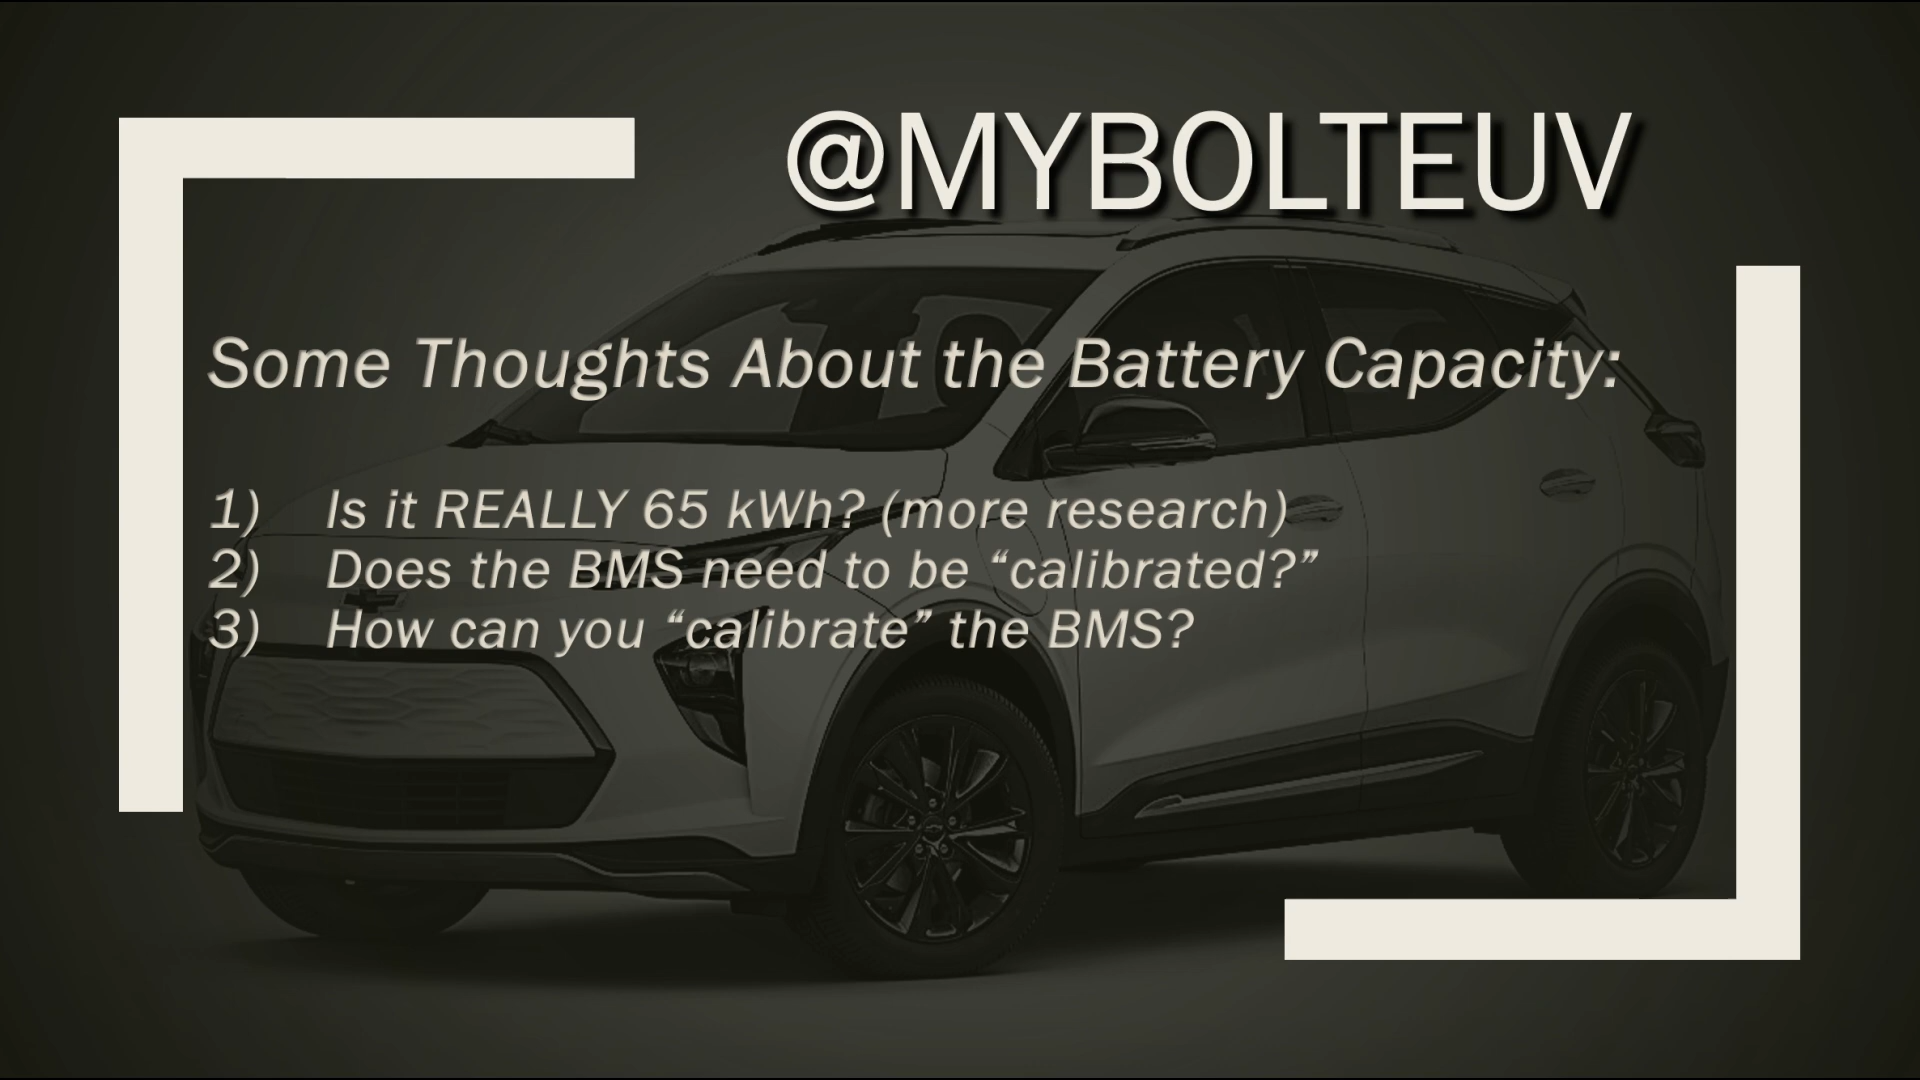 @MYBOLTEUV
Some Thoughts About the Battery Capacity:
1) Is it REALLY 65 kWh? (more research)
2) Does the BMS need to be “calibrated?”
3) How can you “calibrate” the BMS?